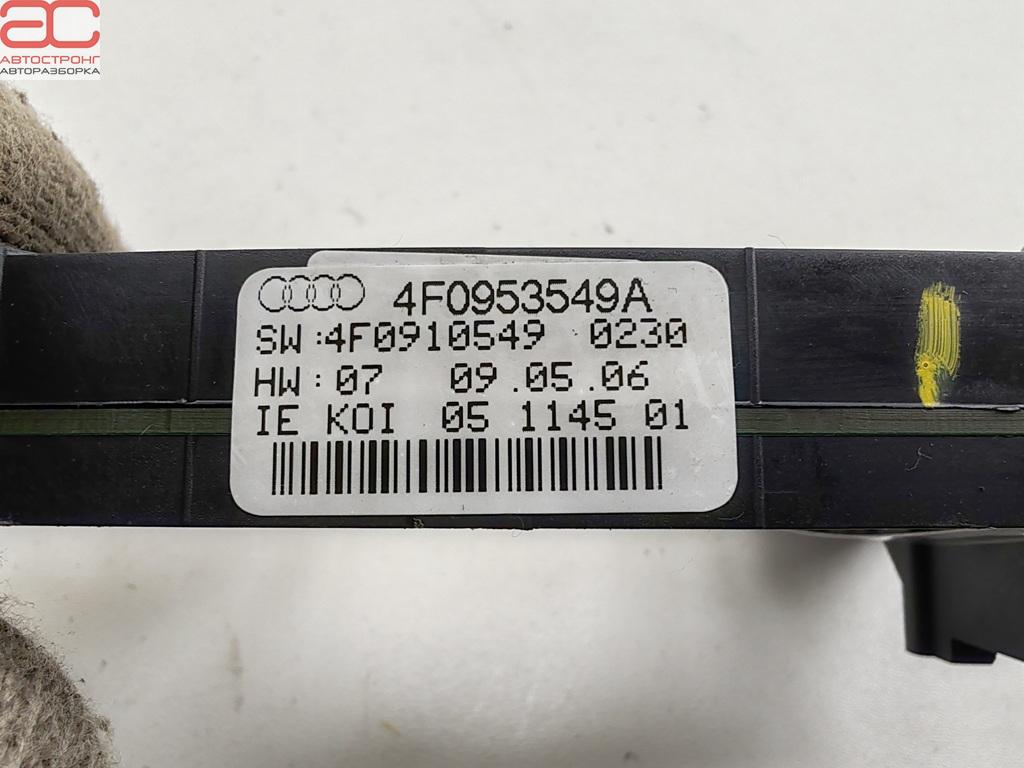 АС
АВТОСТРОНГ
АВТОРАЗБОРКА
4F0953549A
SW:4F0910549 0230
HW:07 09.05.06
IE KOI 05 1145 01